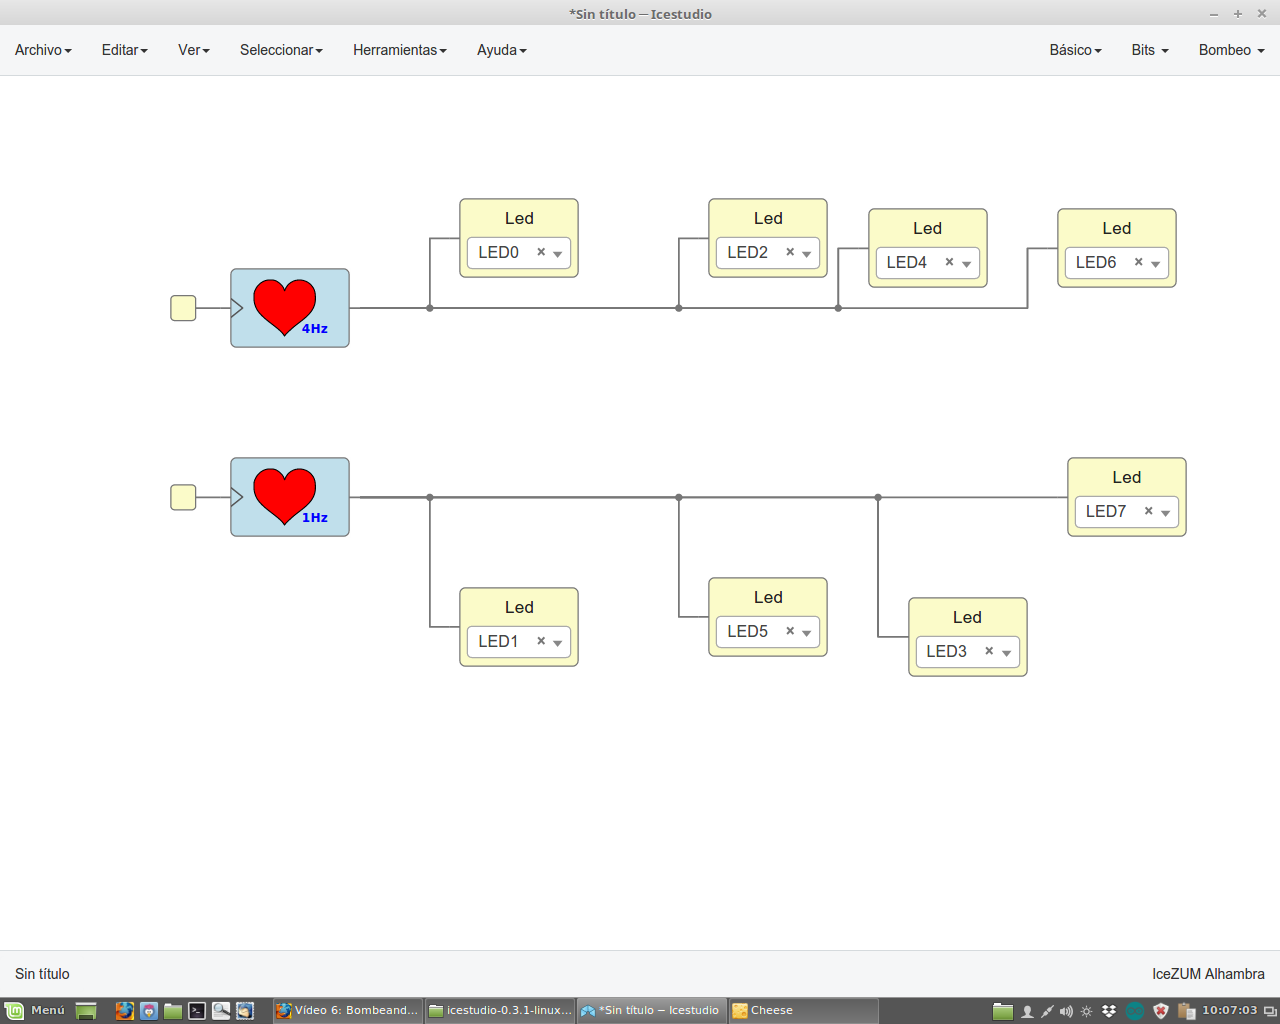 *Sin título — Icestudio
Archivo Editar Ver Seleccionar Herramientas Ayuda Básico Bits Bombeo
Led Led
LED0 × LED2 ×
Led Led
LED4 × LED6 ×
4Hz
1Hz
Led
LED7 ×
Led
LED1 ×
Led
LED5 ×
Led
LED3 ×
Sin título IceZUM Alhambra
Menú Vídeo 6: Bombeand... icestudio-0.3.1-linux... *Sin título — Icestudio Cheese 10:07:03